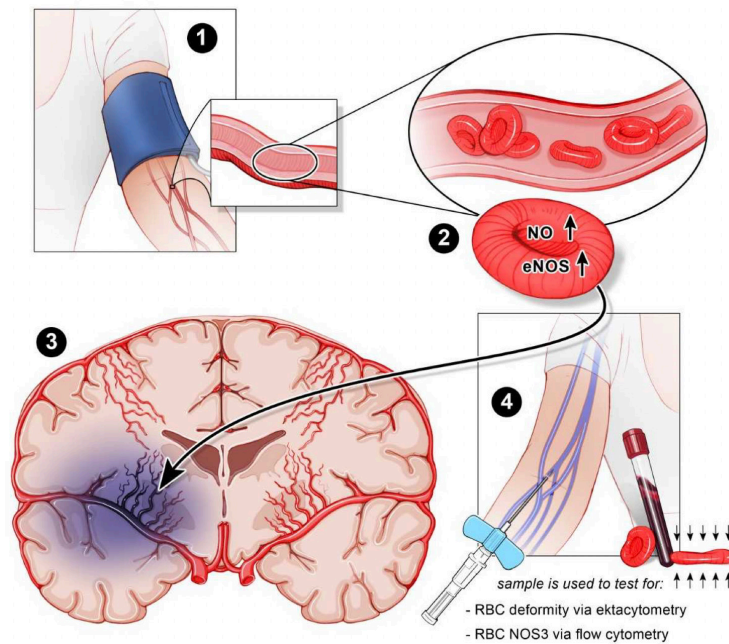 1
2
NO
eNOS
3
4
sample is used to test for:
- RBC deformity via ektacytometry
- RBC NOS3 via flow cytometry